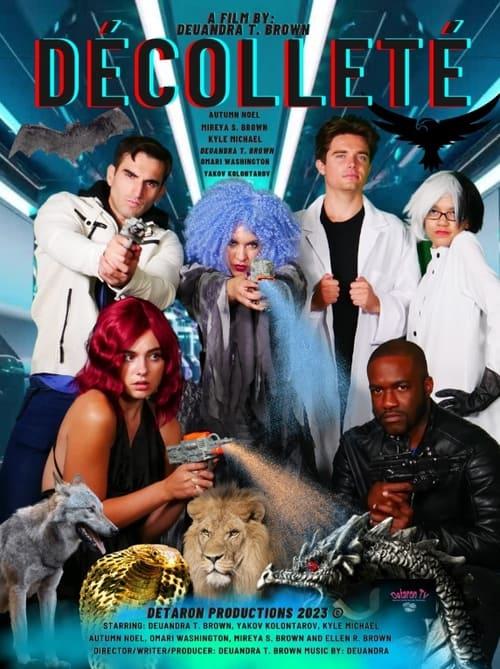 A FILM BY:
DEUANDRA T. BROWN
DÉCOLLETÉ
AUTUMN NOEL
MIREYA S. BROWN
KYLE MICHAEL
DEUANDRA T. BROWN
OMARI WASHINGTON
YAKOV KOLONTAROV
Detaron TV
DETARON PRODUCTIONS 2023 ©
STARRING: DEUANDRA T. BROWN, YAKOV KOLONTAROV, KYLE MICHAEL
AUTUMN NOEL, OMARI WASHINGTON, MIREYA S. BROWN AND ELLEN R. BROWN
DIRECTOR/WRITER/PRODUCER: DEUANDRA T. BROWN MUSIC BY: DEUANDRA